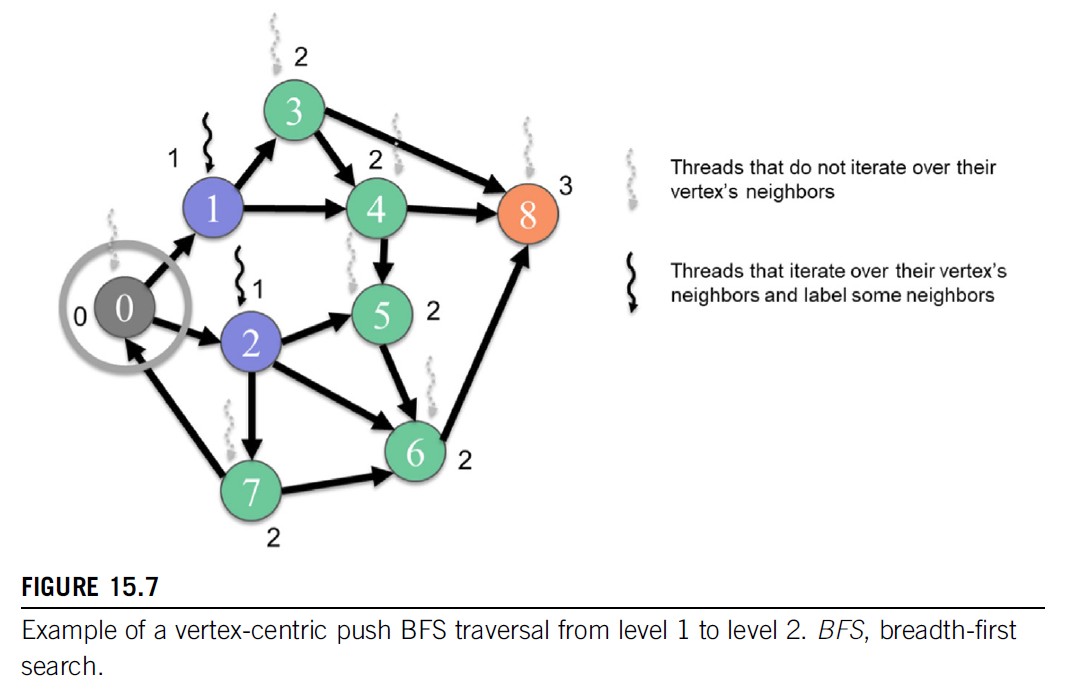 2
3
1
2
3
1
4
8
1
0
0
2
5
2
6
2
7
2
Threads that do not iterate over their
vertex's neighbors
Threads that iterate over their vertex's
neighbors and label some neighbors
FIGURE 15.7
Example of a vertex-centric push BFS traversal from level 1 to level 2. BFS, breadth-first
search.